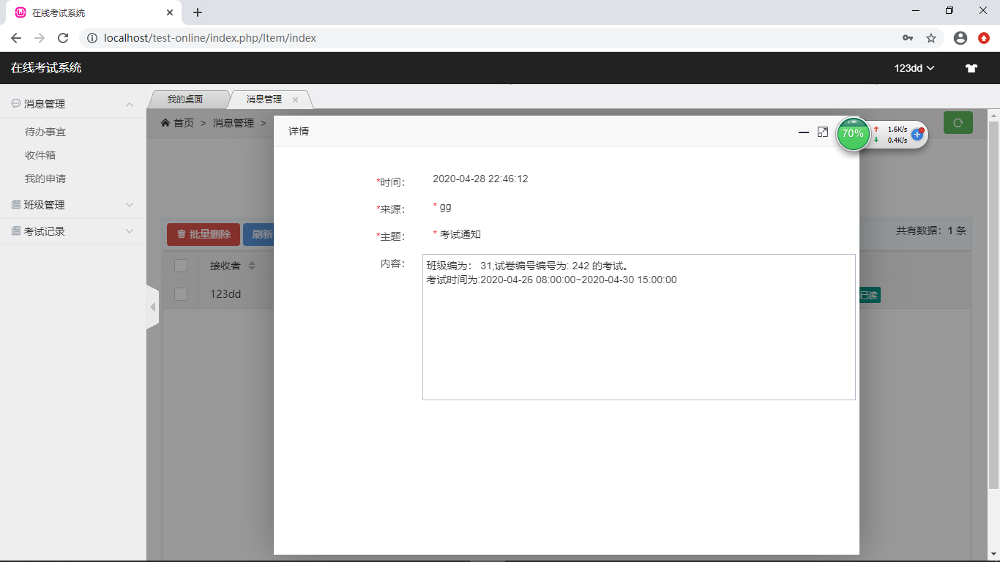 在线考试系统
localhost/test-online/index.php/Item/index
在线考试系统
123dd
消息管理
待办事宜
收件箱
我的申请
班级管理
考试记录
我的桌面
消息管理
首页 > 消息管理 >
批量删除
刷新
共有数据：1 条
接收者
123dd
已读
详情
*时间：
2020-04-28 22:46:12
*来源：
* gg
*主题：
* 考试通知
内容：
班级编为： 31,试卷编号编号为: 242 的考试。
考试时间为:2020-04-26 08:00:00~2020-04-30 15:00:00
70%
1.6K/s
0.4K/s